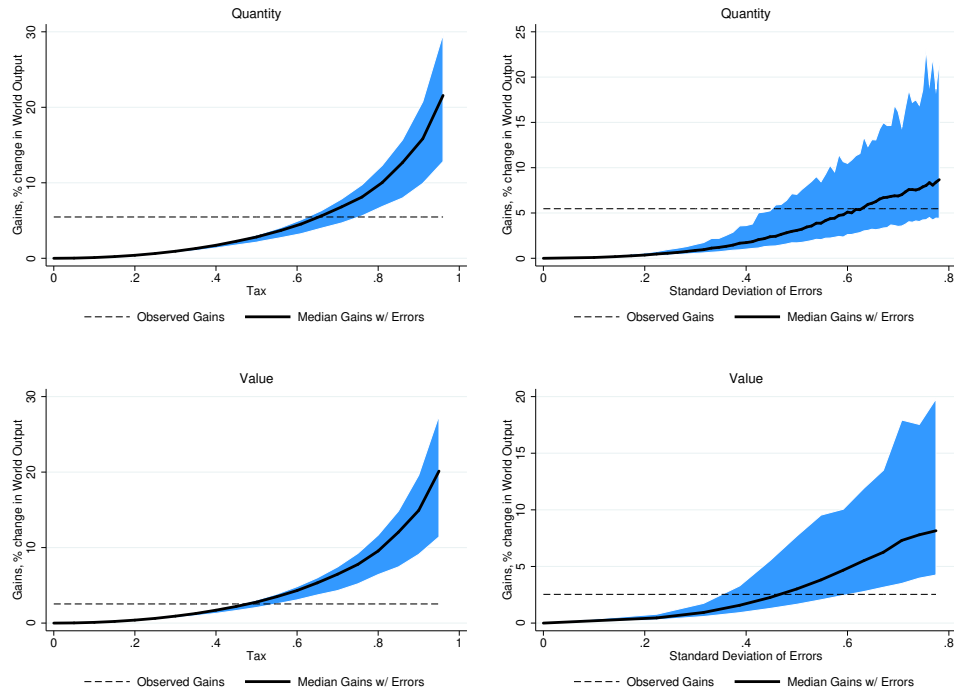 Quantity
Gains, % change in World Output
30
20
10
0
0 .2 .4 .6 .8 1
Tax
Observed Gains Median Gains w/ Errors
Quantity
Gains, % change in World Output
25
20
15
10
5
0
0 .2 .4 .6 .8
Standard Deviation of Errors
Observed Gains Median Gains w/ Errors
Value
Gains, % change in World Output
30
20
10
0
0 .2 .4 .6 .8 1
Tax
Observed Gains Median Gains w/ Errors
Value
Gains, % change in World Output
20
15
10
5
0
0 .2 .4 .6 .8
Standard Deviation of Errors
Observed Gains Median Gains w/ Errors